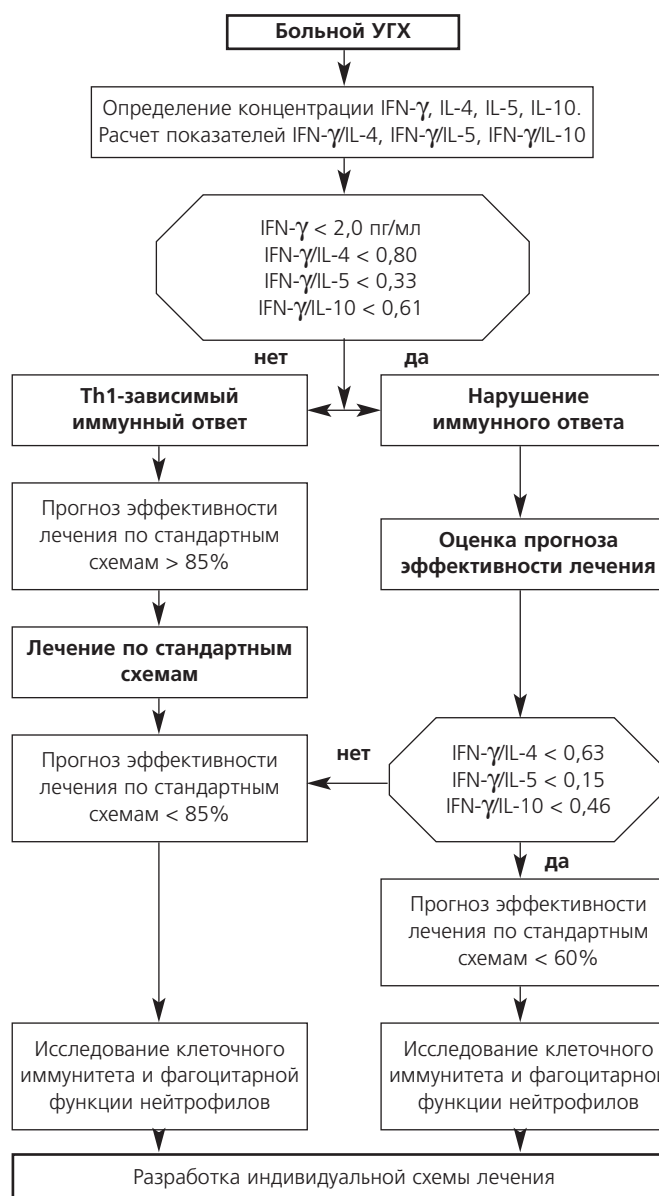 Больной УГХ
Определение концентрации IFN-γ, IL-4, IL-5, IL-10.
Расчет показателей IFN-γ/IL-4, IFN-γ/IL-5, IFN-γ/IL-10
IFN-γ < 2,0 пг/мл
IFN-γ/IL-4 < 0,80
IFN-γ/IL-5 < 0,33
IFN-γ/IL-10 < 0,61
нет
да
Th1-зависимый
иммунный ответ
Нарушение
иммунного ответа
Прогноз эффективности
лечения по стандартным
схемам > 85%
Оценка прогноза
эффективности лечения
Лечение по стандартным
схемам
Прогноз эффективности
лечения по стандартным
схемам < 85%
нет
IFN-γ/IL-4 < 0,63
IFN-γ/IL-5 < 0,15
IFN-γ/IL-10 < 0,46
да
Прогноз эффективности
лечения по стандартным
схемам < 60%
Исследование клеточного
иммунитета и фагоцитарной
функции нейтрофилов
Исследование клеточного
иммунитета и фагоцитарной
функции нейтрофилов
Разработка индивидуальной схемы лечения